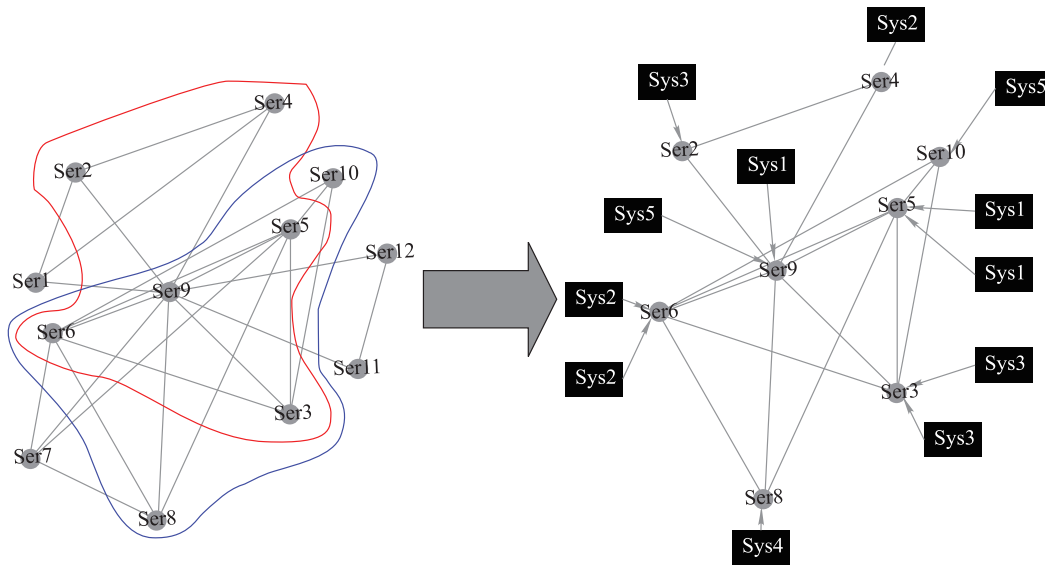 Ser4
Ser2
Ser10
Ser5
Ser12
Ser1
Ser9
Ser6
Ser11
Ser3
Ser7
Ser8
Sys2
Sys3
Ser4
Sys5
Ser2
Ser10
Sys1
Sys5
Ser5
Sys1
Ser9
Sys1
Sys2
Ser6
Sys2
Sys3
Ser3
Sys3
Ser8
Sys4